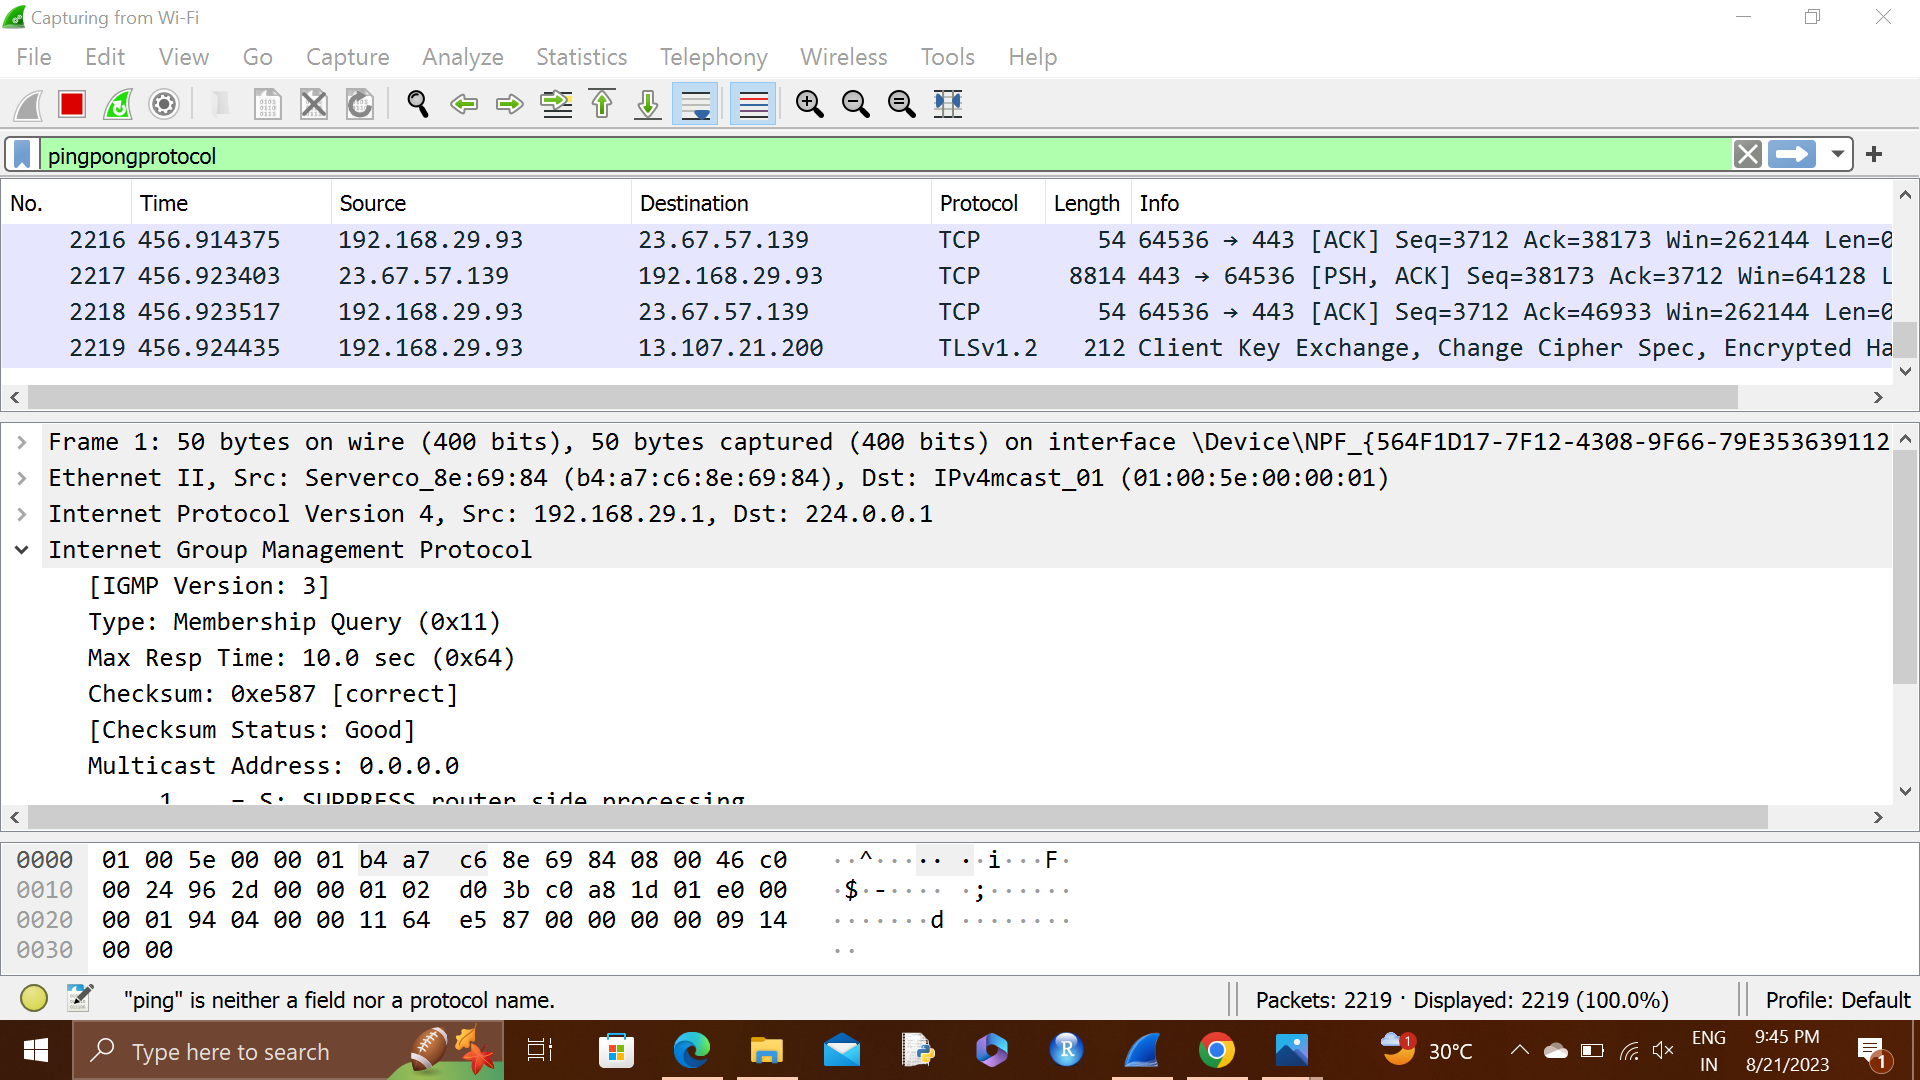 Capturing from Wi-Fi
File Edit View Go Capture Analyze Statistics Telephony Wireless Tools Help
pingpongprotocol
No. Time Source Destination Protocol Length Info
2216 456.914375 192.168.29.93 23.67.57.139 TCP 54 64536 → 443 [ACK] Seq=3712 Ack=38173 Win=262144 Len=0
2217 456.923403 23.67.57.139 192.168.29.93 TCP 8814 443 → 64536 [PSH, ACK] Seq=38173 Ack=3712 Win=64128 L
2218 456.923517 192.168.29.93 23.67.57.139 TCP 54 64536 → 443 [ACK] Seq=3712 Ack=46933 Win=262144 Len=0
2219 456.924435 192.168.29.93 13.107.21.200 TLSv1.2 212 Client Key Exchange, Change Cipher Spec, Encrypted Ha
Frame 1: 50 bytes on wire (400 bits), 50 bytes captured (400 bits) on interface \Device\NPF_{564F1D17-7F12-4308-9F66-79E353639112
Ethernet II, Src: Serverco_8e:69:84 (b4:a7:c6:8e:69:84), Dst: IPv4mcast_01 (01:00:5e:00:00:01)
Internet Protocol Version 4, Src: 192.168.29.1, Dst: 224.0.0.1
Internet Group Management Protocol
[IGMP Version: 3]
Type: Membership Query (0x11)
Max Resp Time: 10.0 sec (0x64)
Checksum: 0xe587 [correct]
[Checksum Status: Good]
Multicast Address: 0.0.0.0
.... 1... = S: SUPPRESS router side processing
0000 01 00 5e 00 00 01 b4 a7 c6 8e 69 84 08 00 46 c0 ··^····· ··i···F·
0010 00 24 96 2d 00 00 01 02 d0 3b c0 a8 1d 01 e0 00 ·$·-···· ·;······
0020 00 01 94 04 00 00 11 64 e5 87 00 00 00 00 09 14 ·······d ········
0030 00 00 ··
"ping" is neither a field nor a protocol name.
Packets: 2219 · Displayed: 2219 (100.0%)
Profile: Default
Type here to search
R
1
30°C
ENG
IN
9:45 PM
8/21/2023
1